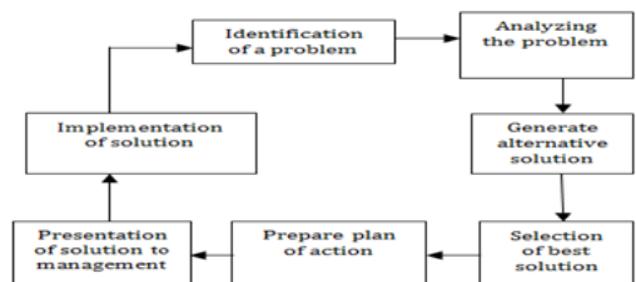 Identification
of a problem
Analyzing
the problem
Generate
alternative
solution
Selection
of best
solution
Prepare plan
of action
Presentation
of solution to
management
Implementation
of solution